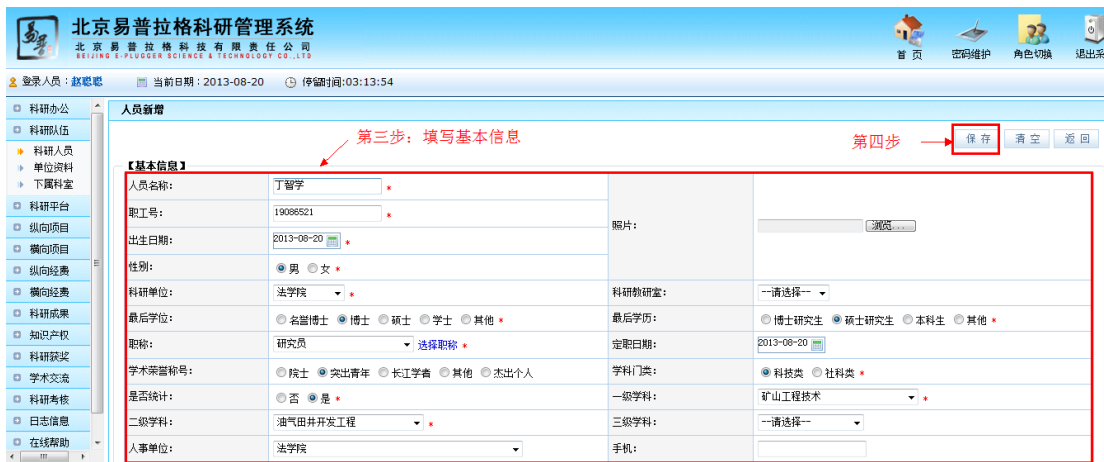 北京易普拉格科研管理系统
北京易普拉格科技有限责任公司
BEIJING E-PLUGGER SCIENCE & TECHNOLOGY CO.,LTD
首页 密码维护 角色切换 退出系
登录人员：赵聪聪 当前日期：2013-08-20 停留时间:03:13:54
科研办公
科研队伍
科研人员
单位资料
下属科室
科研平台
纵向项目
横向项目
纵向经费
横向经费
科研成果
知识产权
科研获奖
学术交流
科研考核
日志信息
在线帮助
人员新增
第三步：填写基本信息 第四步 保存 清空 返回
【基本信息】
人员名称： 丁智学 *
职工号： 19086521 *
照片： 浏览...
出生日期： 2013-08-20 *
性别： 男 女 *
科研单位： 法学院 * 科研教研室： --请选择--
最后学位： 名誉博士 博士 硕士 学士 其他 * 最后学历： 博士研究生 硕士研究生 本科生 其他 *
职称： 研究员 选择职称 * 定职日期： 2013-08-20
学术荣誉称号： 院士 突出青年 长江学者 其他 杰出个人 学科门类： 科技类 社科类 *
是否统计： 否 是 * 一级学科： 矿山工程技术 *
二级学科： 油气田井开发工程 * 三级学科： --请选择--
人事单位： 法学院 手机：